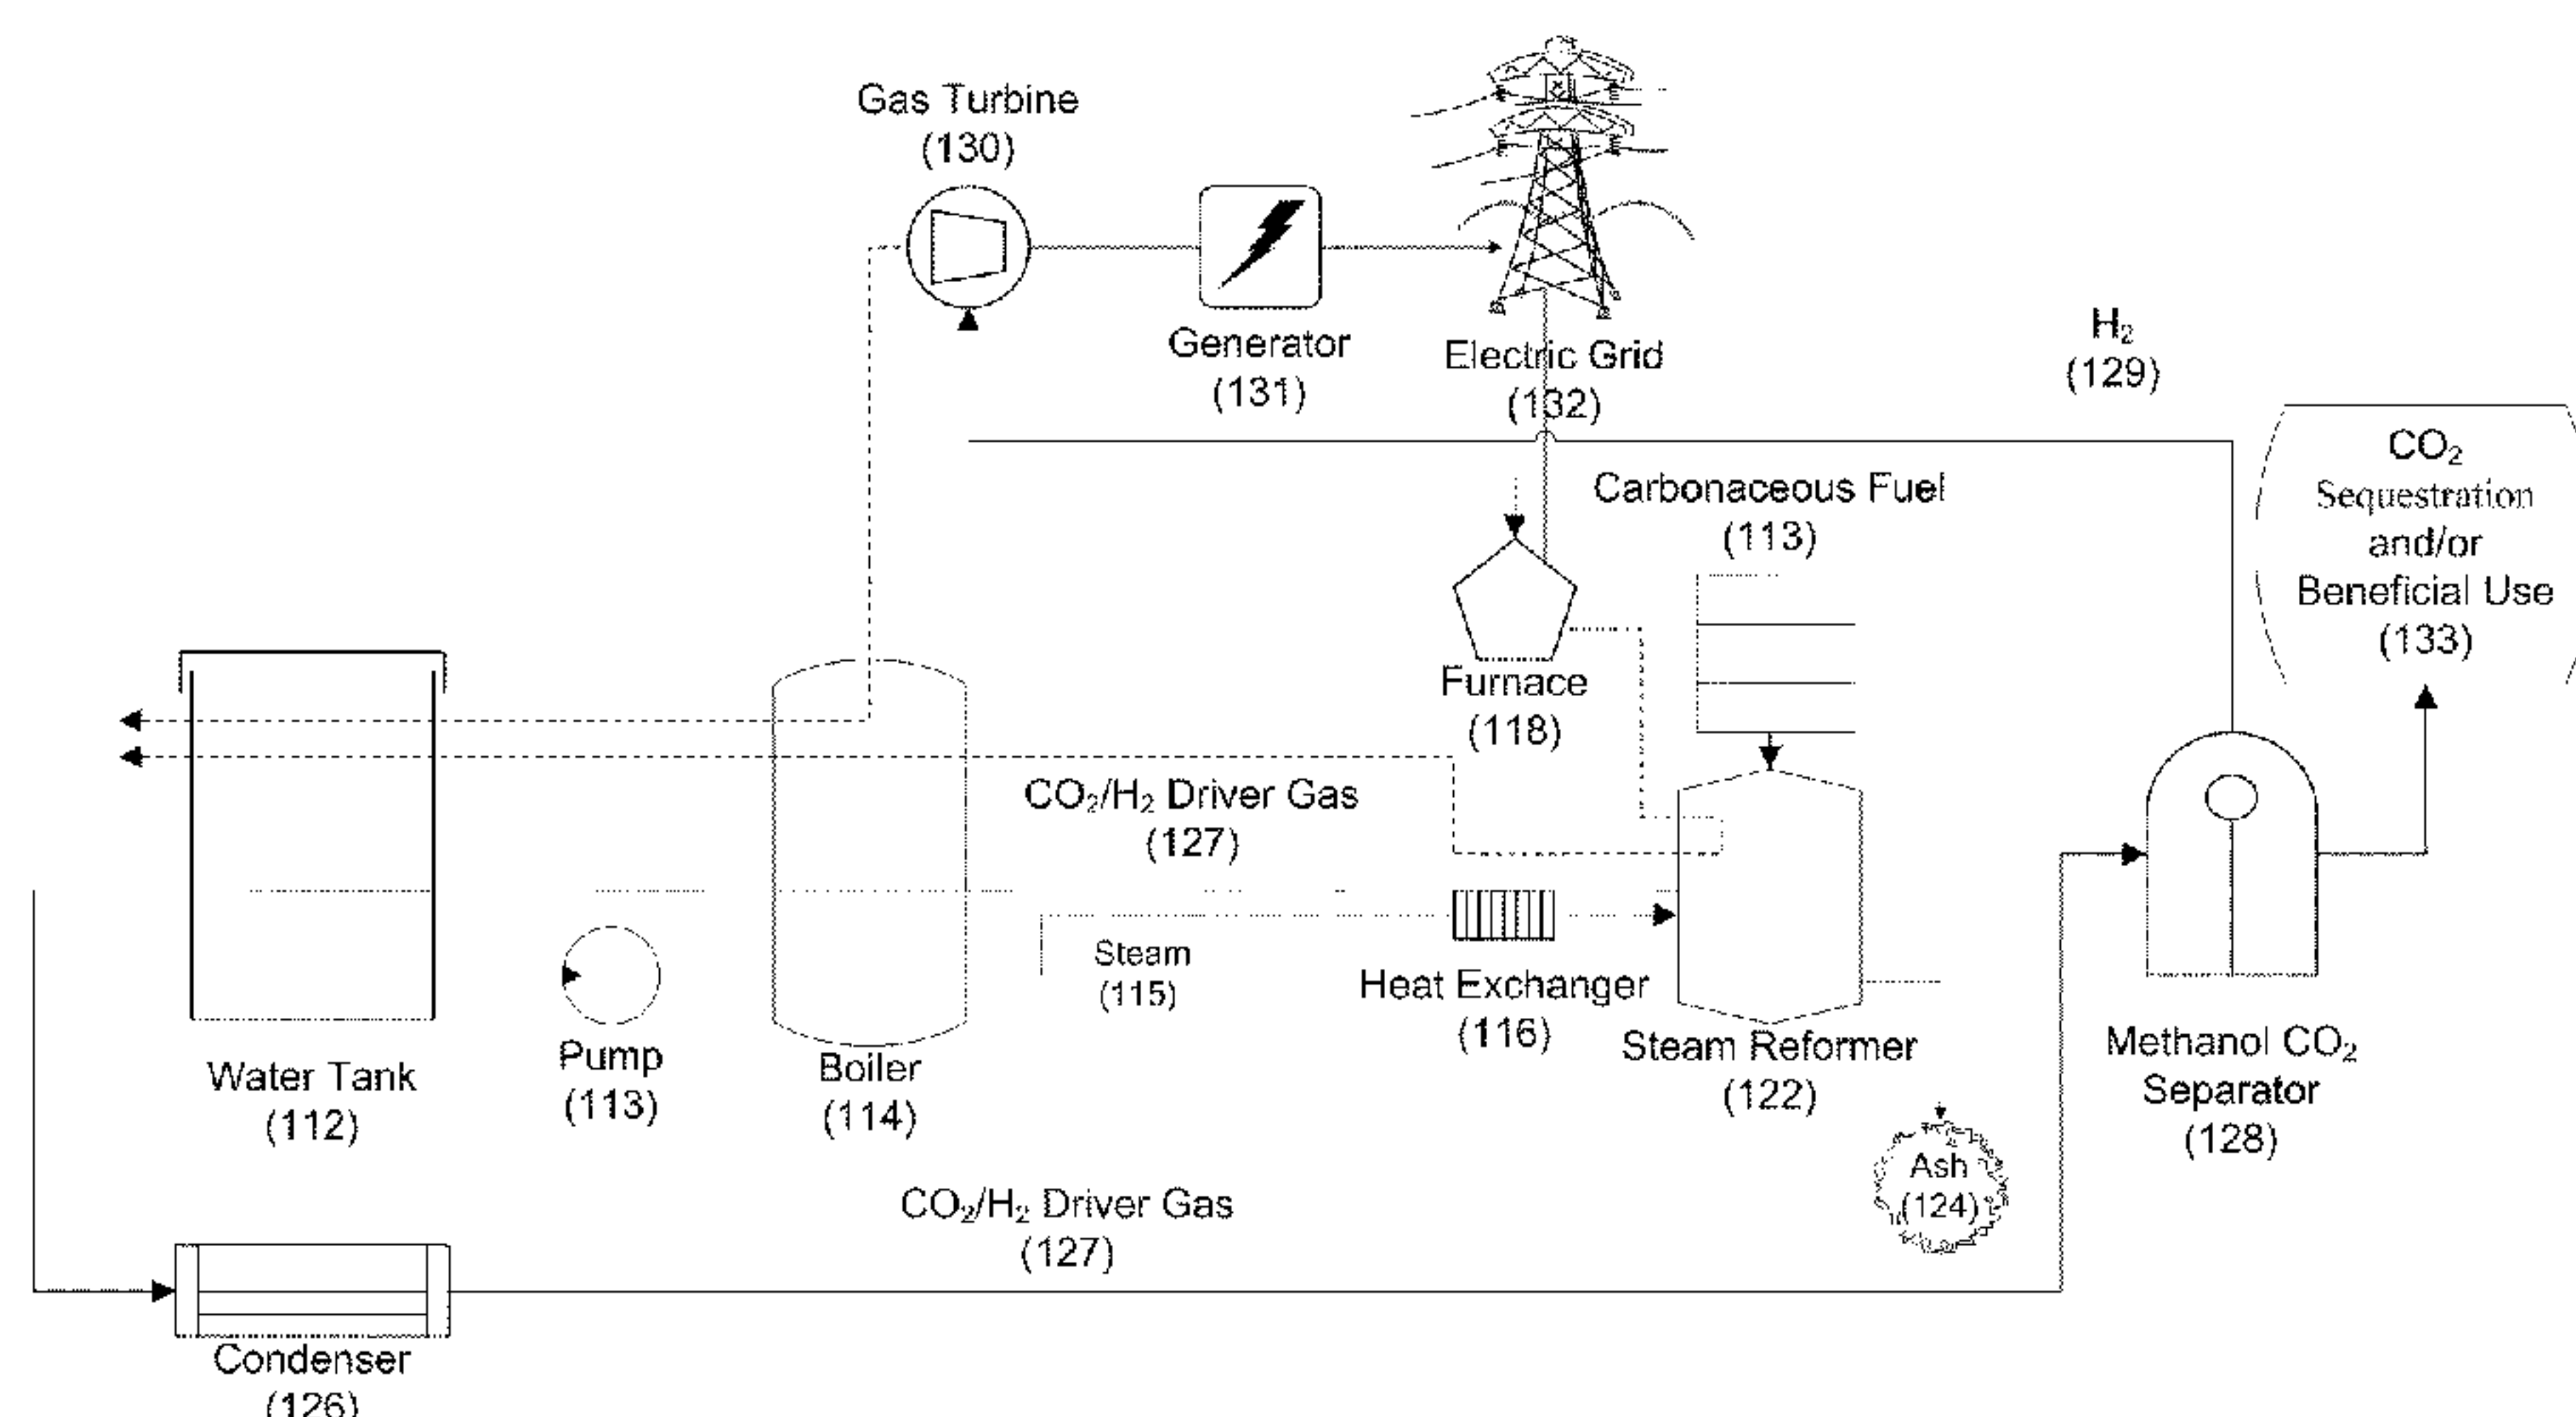 Gas Turbine
(130)
Generator
(131)
Electric Grid
(132)
H₂
(129)
CO₂
Sequestration
and/or
Beneficial Use
(133)
Carbonaceous Fuel
(113)
Furnace
(118)
CO₂/H₂ Driver Gas
(127)
Steam
(115)
Heat Exchanger
(116)
Steam Reformer
(122)
Water Tank
(112)
Pump
(113)
Boiler
(114)
Methanol CO₂
Separator
(128)
Ash
(124)
CO₂/H₂ Driver Gas
(127)
Condenser
(126)